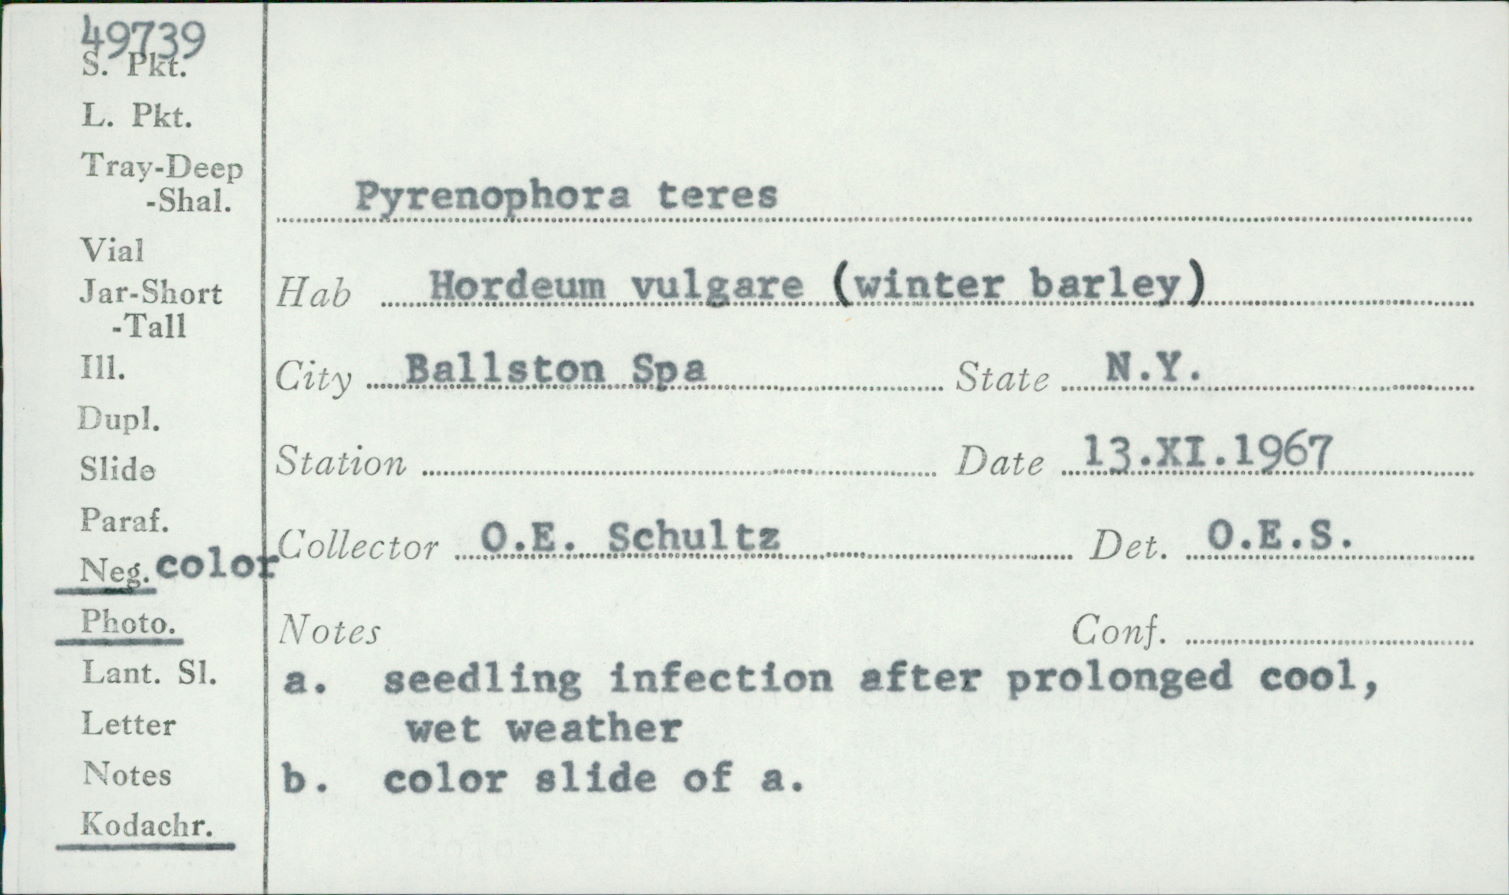 49739
S. Pkt.
L. Pkt.
Tray-Deep
-Shal.
Vial
Jar-Short
-Tall
Ill.
Dupl.
Slide
Paraf.
Neg. color
Photo.
Lant. Sl.
Letter
Notes
Kodachr.
Pyrenophora teres
Hab Hordeum vulgare (winter barley)
City Ballston Spa State N.Y.
Station Date 13.XI.1967
Collector O.E. Schultz Det. O.E.S.
Notes Conf.
a. seedling infection after prolonged cool,
wet weather
b. color slide of a.